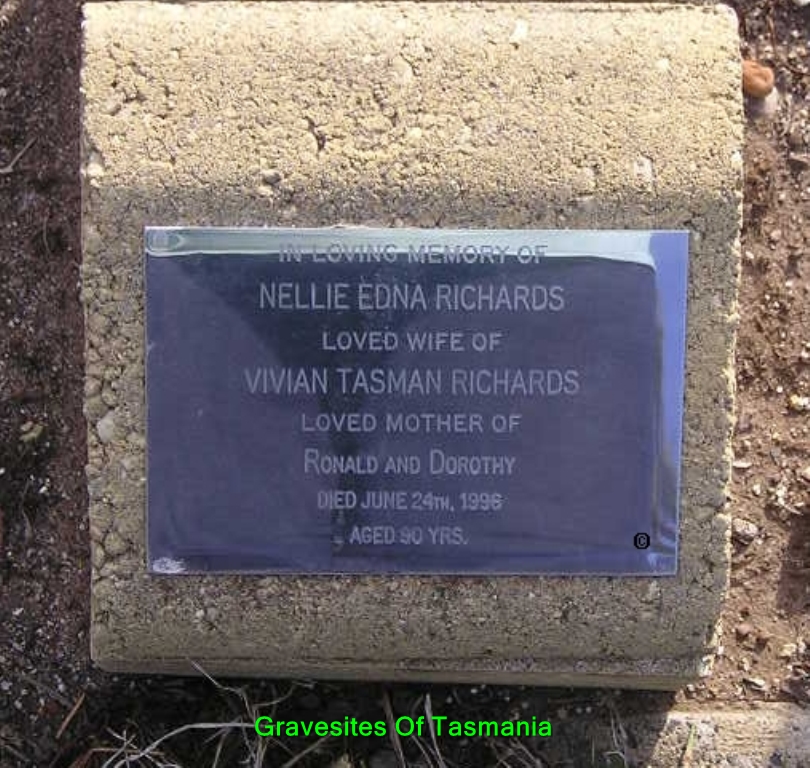 IN LOVING MEMORY OF
NELLIE EDNA RICHARDS
LOVED WIFE OF
VIVIAN TASMAN RICHARDS
LOVED MOTHER OF
RONALD AND DOROTHY
DIED JUNE 24TH, 1996
AGED 90 YRS.
©
Gravesites Of Tasmania